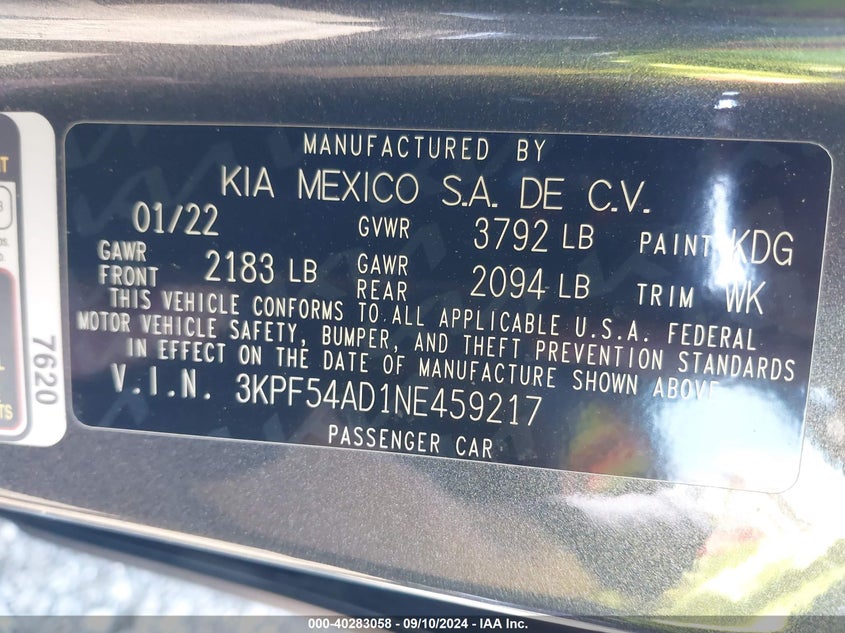 MANUFACTURED BY
KIA MEXICO S.A. DE C.V.
01/22 GVWR 3792 LB PAINT KDG
GAWR FRONT 2183 LB GAWR REAR 2094 LB TRIM WK
THIS VEHICLE CONFORMS TO ALL APPLICABLE U.S.A. FEDERAL
MOTOR VEHICLE SAFETY, BUMPER, AND THEFT PREVENTION STANDARDS
IN EFFECT ON THE DATE OF MANUFACTURE SHOWN ABOVE
V.I.N. 3KPF54AD1NE459217
PASSENGER CAR
7620
000-40283058 - 09/10/2024 - IAA Inc.